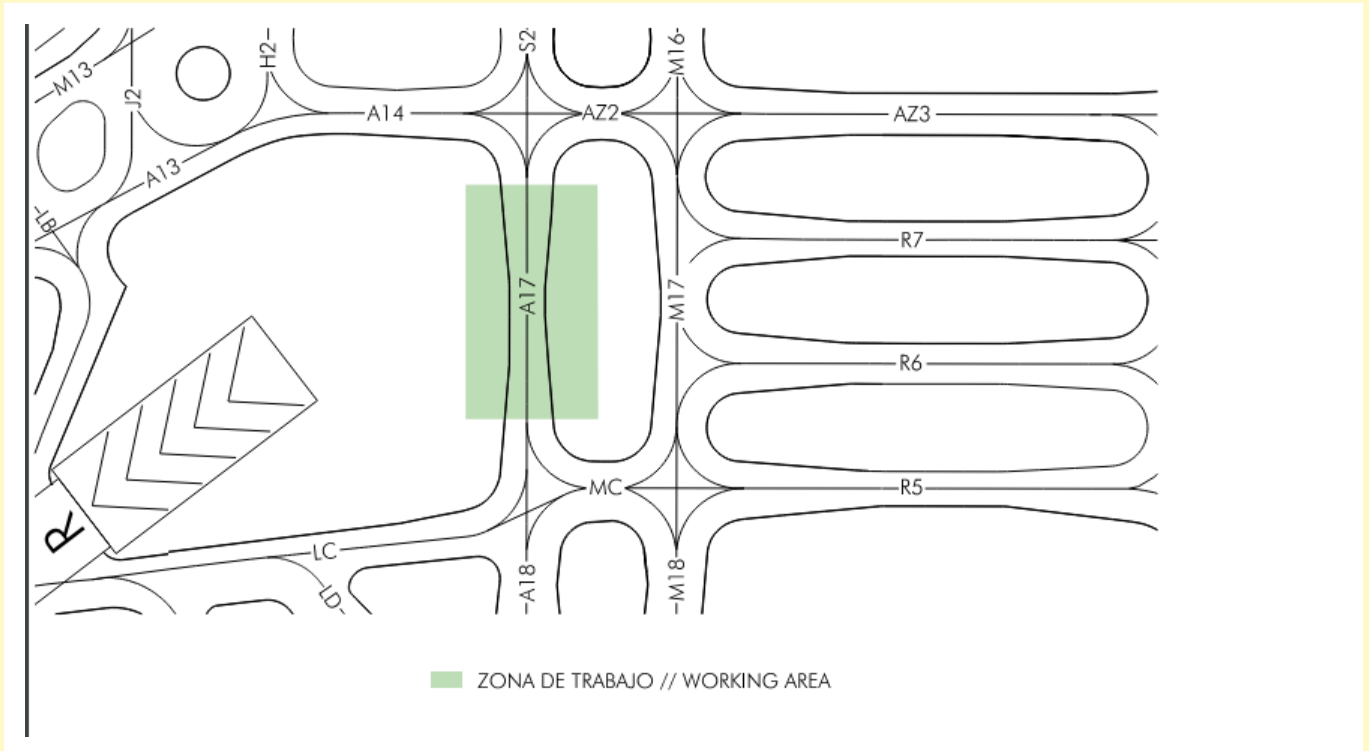 S2
M16
H2
M13
J2
A14
AZ2
AZ3
A13
LB
R7
A17
M17
R6
MC
R5
R
LC
LD
A18
M18
ZONA DE TRABAJO // WORKING AREA